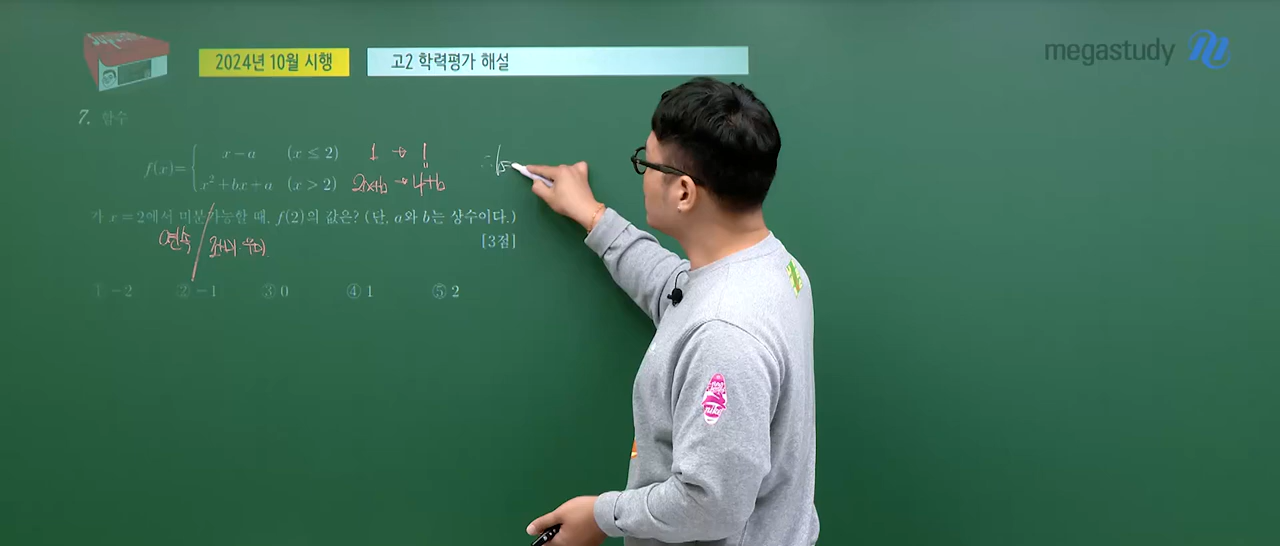 2024년 10월 시행
고2 학력평가 해설
megastudy
7. 함수
f(x)= { x-a (x ≤ 2) 1 → 1
x²+bx+a (x > 2) 2x+b → 4+b
∴ b
가 x=2에서 미분가능할 때, f(2)의 값은? (단, a와 b는 상수이다.)
[3점]
연속
① -2 ② -1 ③ 0 ④ 1 ⑤ 2
nike